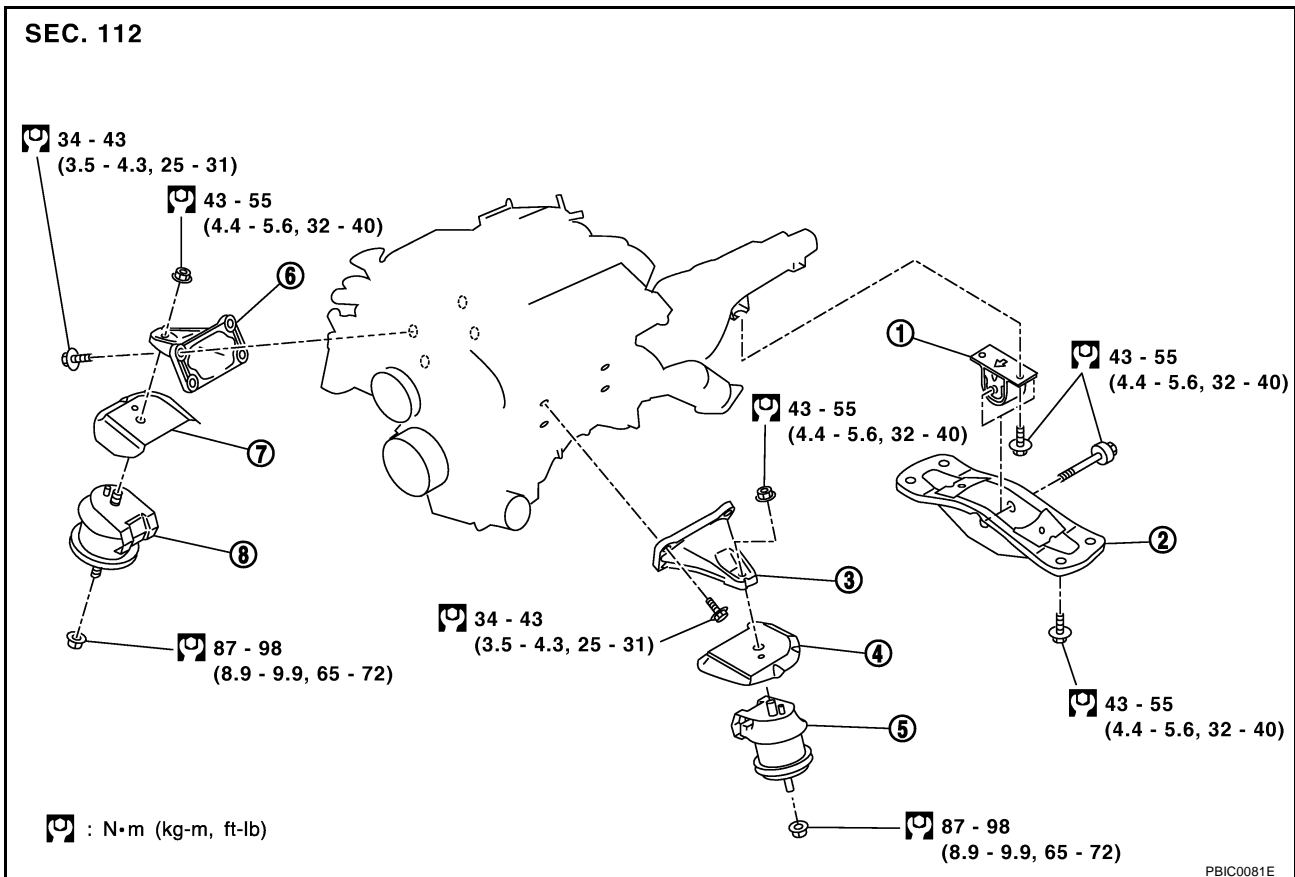 SEC. 112
34 - 43
(3.5 - 4.3, 25 - 31)
43 - 55
(4.4 - 5.6, 32 - 40)
6
1
43 - 55
(4.4 - 5.6, 32 - 40)
43 - 55
(4.4 - 5.6, 32 - 40)
7
2
8
3
34 - 43
(3.5 - 4.3, 25 - 31)
87 - 98
(8.9 - 9.9, 65 - 72)
4
43 - 55
(4.4 - 5.6, 32 - 40)
5
: N•m (kg-m, ft-lb)
87 - 98
(8.9 - 9.9, 65 - 72)
PBIC0081E